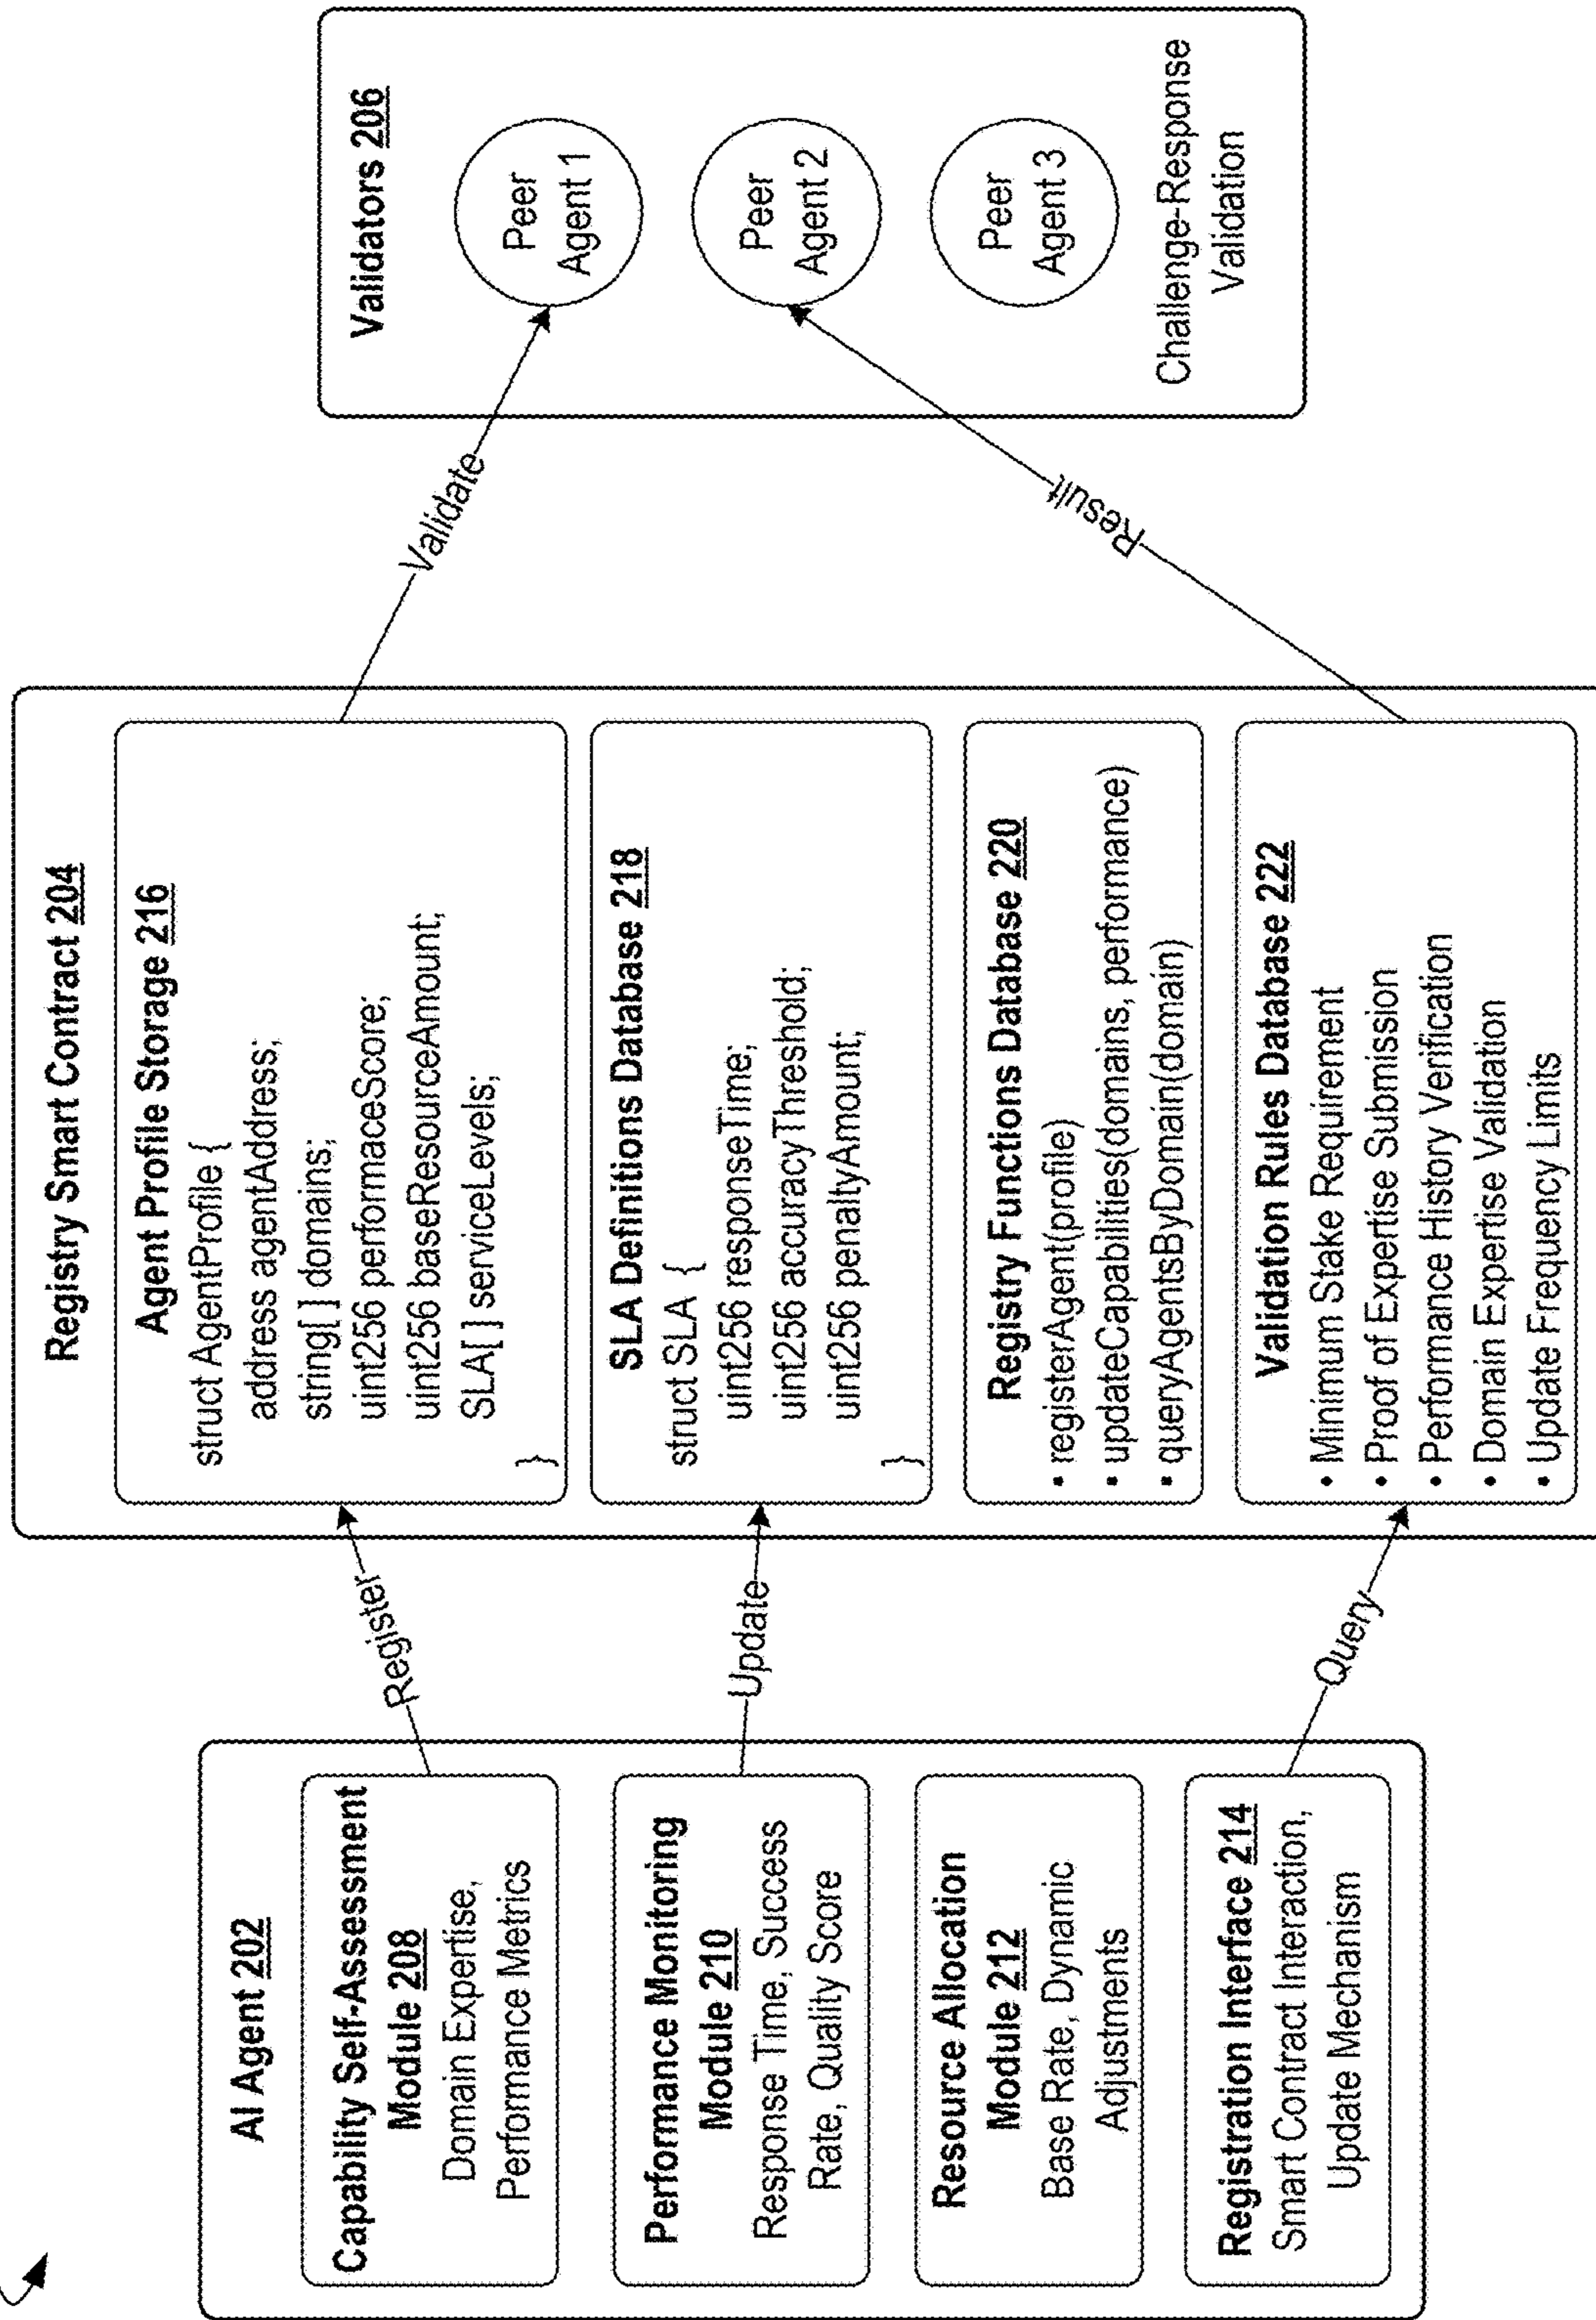 AI Agent 202
Capability Self-Assessment
Module 208
Domain Expertise,
Performance Metrics
Performance Monitoring
Module 210
Response Time, Success
Rate, Quality Score
Resource Allocation
Module 212
Base Rate, Dynamic
Adjustments
Registration Interface 214
Smart Contract Interaction,
Update Mechanism
Register
Update
Query
Registry Smart Contract 204
Agent Profile Storage 216
struct AgentProfile {
address agentAddress;
string[ ] domains;
uint256 performaceScore;
uint256 baseResourceAmount;
SLA[ ] serviceLevels;
}
SLA Definitions Database 218
struct SLA {
uint256 responseTime;
uint256 accuracyThreshold;
uint256 penaltyAmount;
}
Registry Functions Database 220
▪ registerAgent(profile)
▪ updateCapabilities(domains, performance)
▪ queryAgentsByDomain(domain)
Validation Rules Database 222
• Minimum Stake Requirement
• Proof of Expertise Submission
• Performance History Verification
• Domain Expertise Validation
• Update Frequency Limits
Validate
Result
Validators 206
Peer
Agent 1
Peer
Agent 2
Peer
Agent 3
Challenge-Response
Validation